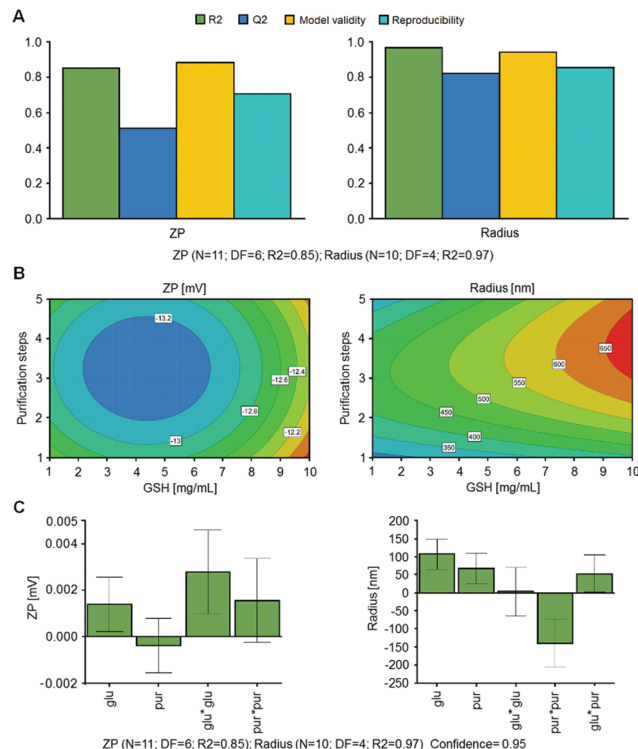 A
R2 Q2 Model validity Reproducibility
1.0
0.8
0.6
0.4
0.2
0.0
ZP
1.0
0.8
0.6
0.4
0.2
0.0
Radius
ZP (N=11; DF=6; R2=0.85); Radius (N=10; DF=4; R2=0.97)
B
ZP [mV]
Purification steps
5
4
3
2
1
-13.2
-12.4
-12.6
-12.8
-12.2
-13
1 2 3 4 5 6 7 8 9 10
GSH [mg/mL]
Radius [nm]
Purification steps
5
4
3
2
1
650
600
550
500
450
400
350
1 2 3 4 5 6 7 8 9 10
GSH [mg/mL]
C
ZP [mV]
0.005
0.004
0.002
0.000
-0.002
glu
pur
glu* glu
pur*pur
Radius [nm]
200
150
100
50
0
-50
-100
-150
-200
-250
glu
pur
glu* glu
pur*pur
glu*pur
ZP (N=11; DF=6; R2=0.85); Radius (N=10; DF=4; R2=0.97) Confidence=0.95